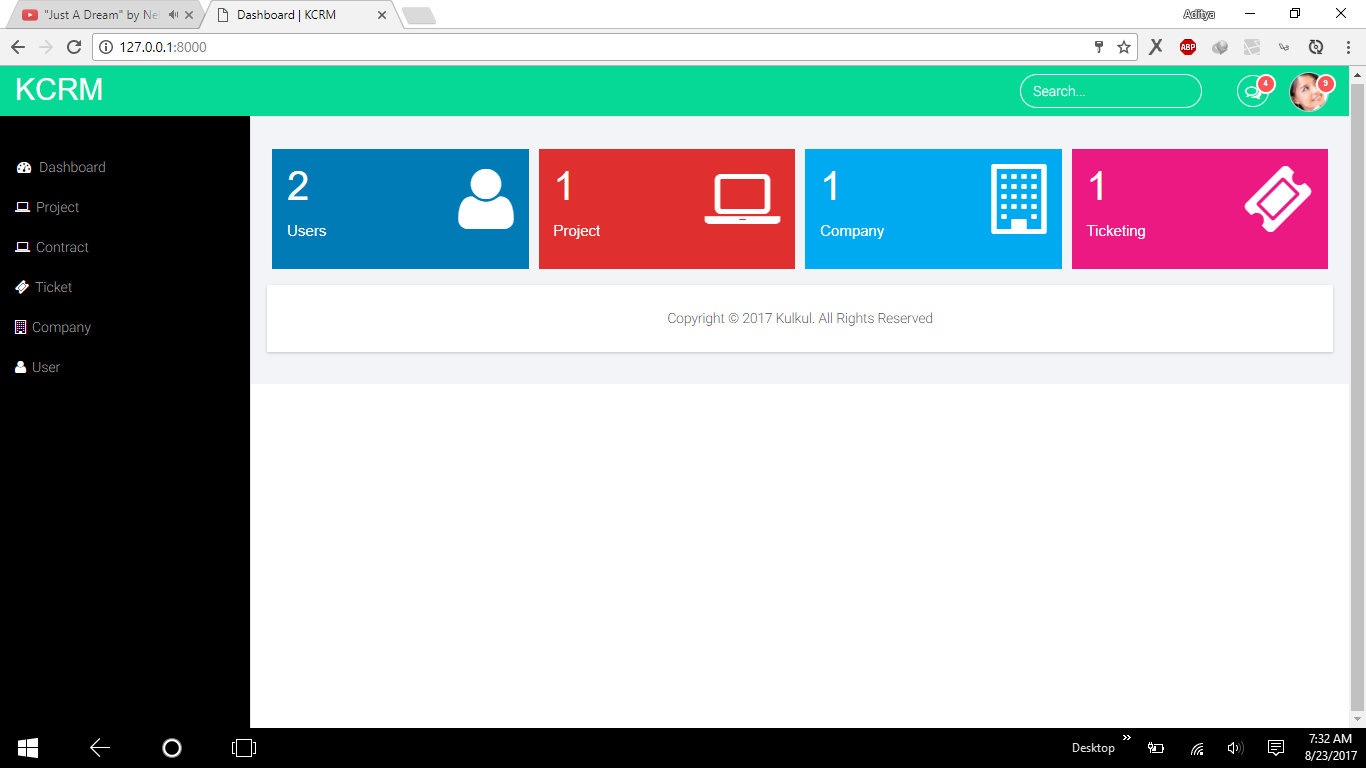 "Just A Dream" by Nel
Dashboard | KCRM
Aditya
127.0.0.1:8000
ABP
KCRM
Search...
4
9
Dashboard
Project
Contract
Ticket
Company
User
2
Users
1
Project
1
Company
1
Ticketing
Copyright © 2017 Kulkul. All Rights Reserved
Desktop
7:32 AM
8/23/2017